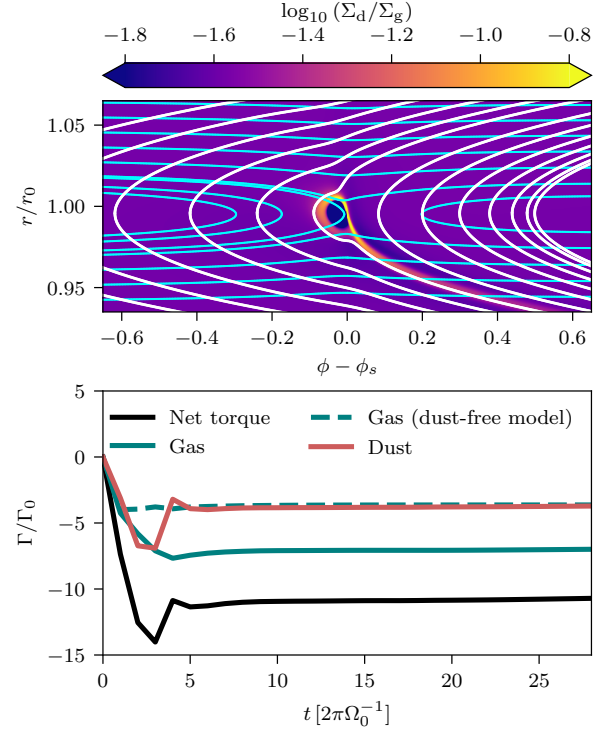 log₁₀ (Σ_d/Σ_g)
−1.8 −1.6 −1.4 −1.2 −1.0 −0.8
r/r₀
1.05
1.00
0.95
−0.6 −0.4 −0.2 0.0 0.2 0.4 0.6
ϕ − ϕ_s
Γ/Γ₀
5
0
−5
−10
−15
Net torque
Gas
Gas (dust-free model)
Dust
0 5 10 15 20 25
t [2πΩ₀⁻¹]